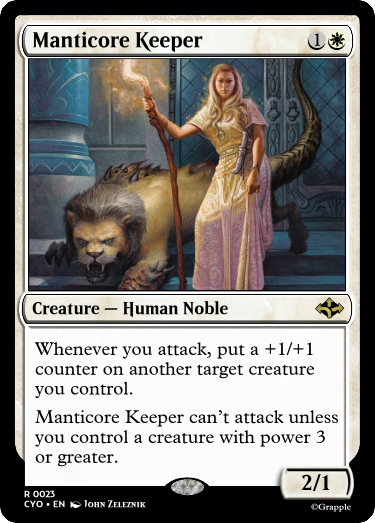 Manticore Keeper
1
Creature — Human Noble
Whenever you attack, put a +1/+1
counter on another target creature
you control.
Manticore Keeper can't attack unless
you control a creature with power 3
or greater.
2/1
R 0023
CYO • EN John Zeleznik
©Grapple